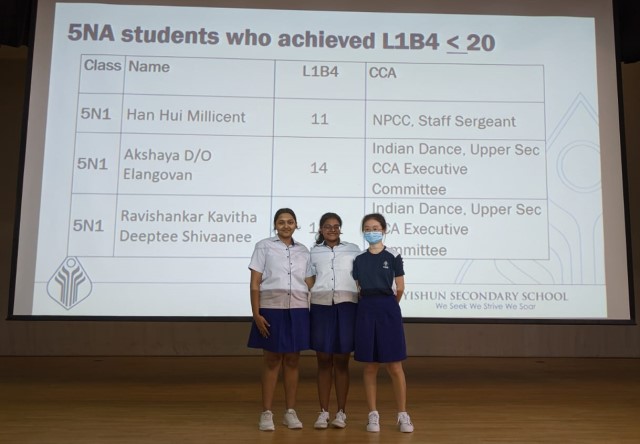 5NA students who achieved L1B4 < 20
Class Name L1B4 CCA
5N1 Han Hui Millicent 11 NPCC, Staff Sergeant
5N1 Akshaya D/O Elangovan 14 Indian Dance, Upper Sec CCA Executive Committee
5N1 Ravishankar Kavitha Deeptee Shivaanee Indian Dance, Upper Sec Executive
YISHUN SECONDARY SCHOOL
We Seek We Strive We Soar